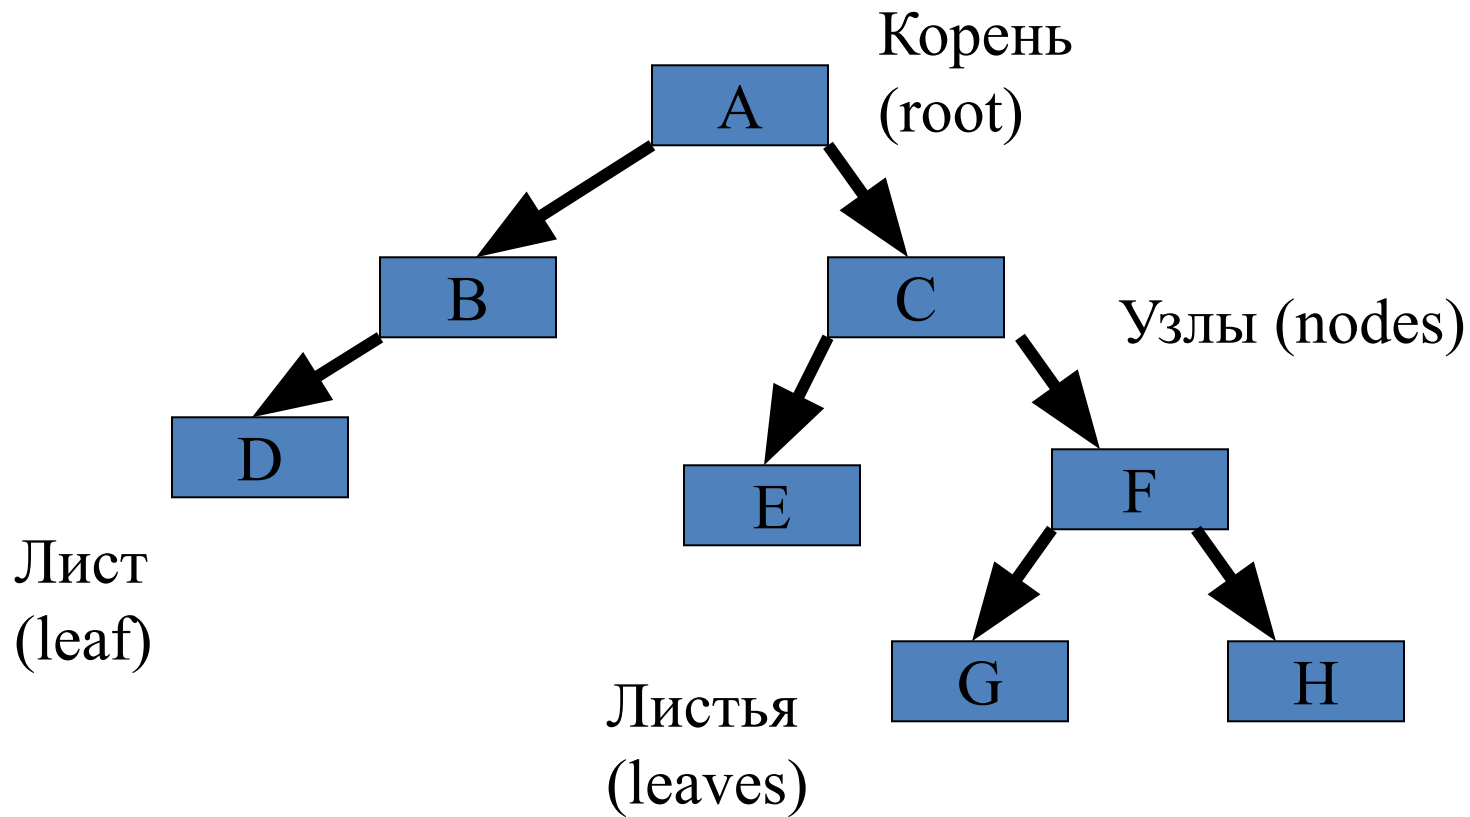 Корень
(root)
A
B
C
Узлы (nodes)
D
E
F
Лист
(leaf)
G
H
Листья
(leaves)